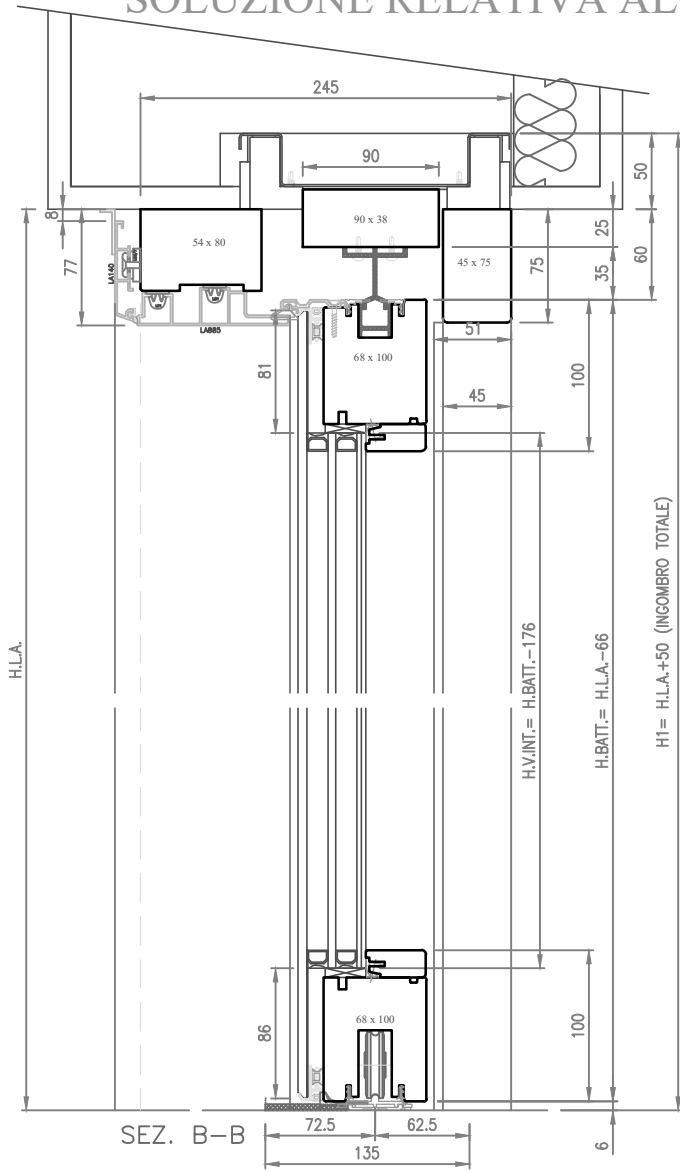 SOLUZIONE RELATIVA AL
245
90
50
8
54 x 80
90 x 38
25
60
77
LA140
45 x 75
75
35
LA885
51
81
68 x 100
100
45
H.L.A.
H.V.INT.= H.BATT.-176
H.BATT.= H.L.A.-66
H1= H.L.A.+50 (INGOMBRO TOTALE)
86
68 x 100
100
SEZ. B-B
72.5
62.5
135
6